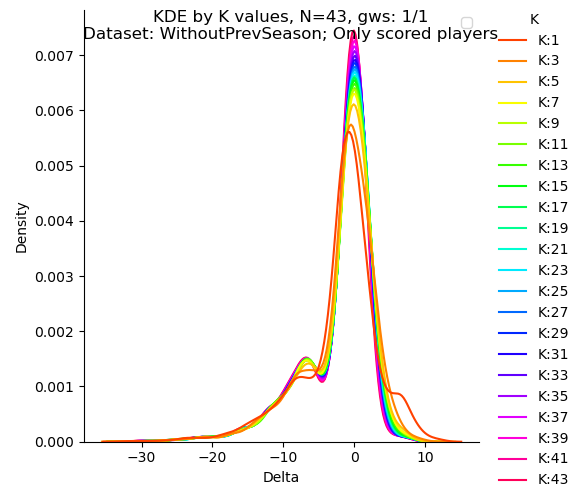 KDE by K values, N=43, gws: 1/1
Dataset: WithoutPrevSeason; Only scored players
K
K:1
K:3
K:5
K:7
K:9
K:11
K:13
K:15
K:17
K:19
K:21
K:23
K:25
K:27
K:29
K:31
K:33
K:35
K:37
K:39
K:41
K:43
0.007
0.006
0.005
0.004
0.003
0.002
0.001
0.000
Density
−30 −20 −10 0 10
Delta